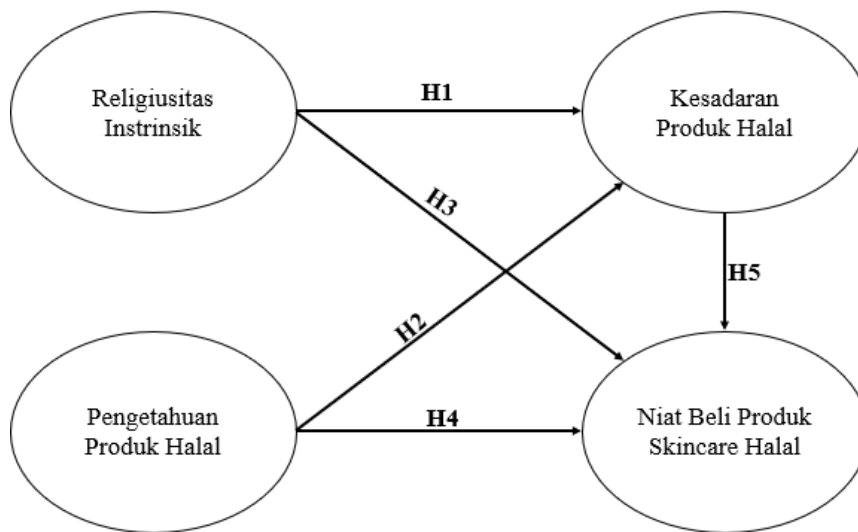 Religiusitas
Instrinsik
H1
Kesadaran
Produk Halal
H3
H2
H5
Pengetahuan
Produk Halal
H4
Niat Beli Produk
Skincare Halal